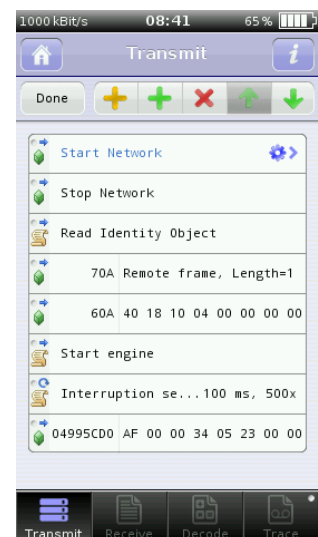 1000 kBit/s 08:41 65 %
Transmit
Done
Start Network
Stop Network
Read Identity Object
70A Remote frame, Length=1
60A 40 18 10 04 00 00 00 00
Start engine
Interruption se...100 ms, 500x
04995CD0 AF 00 00 34 05 23 00 00
Transmit Receive Decode Trace